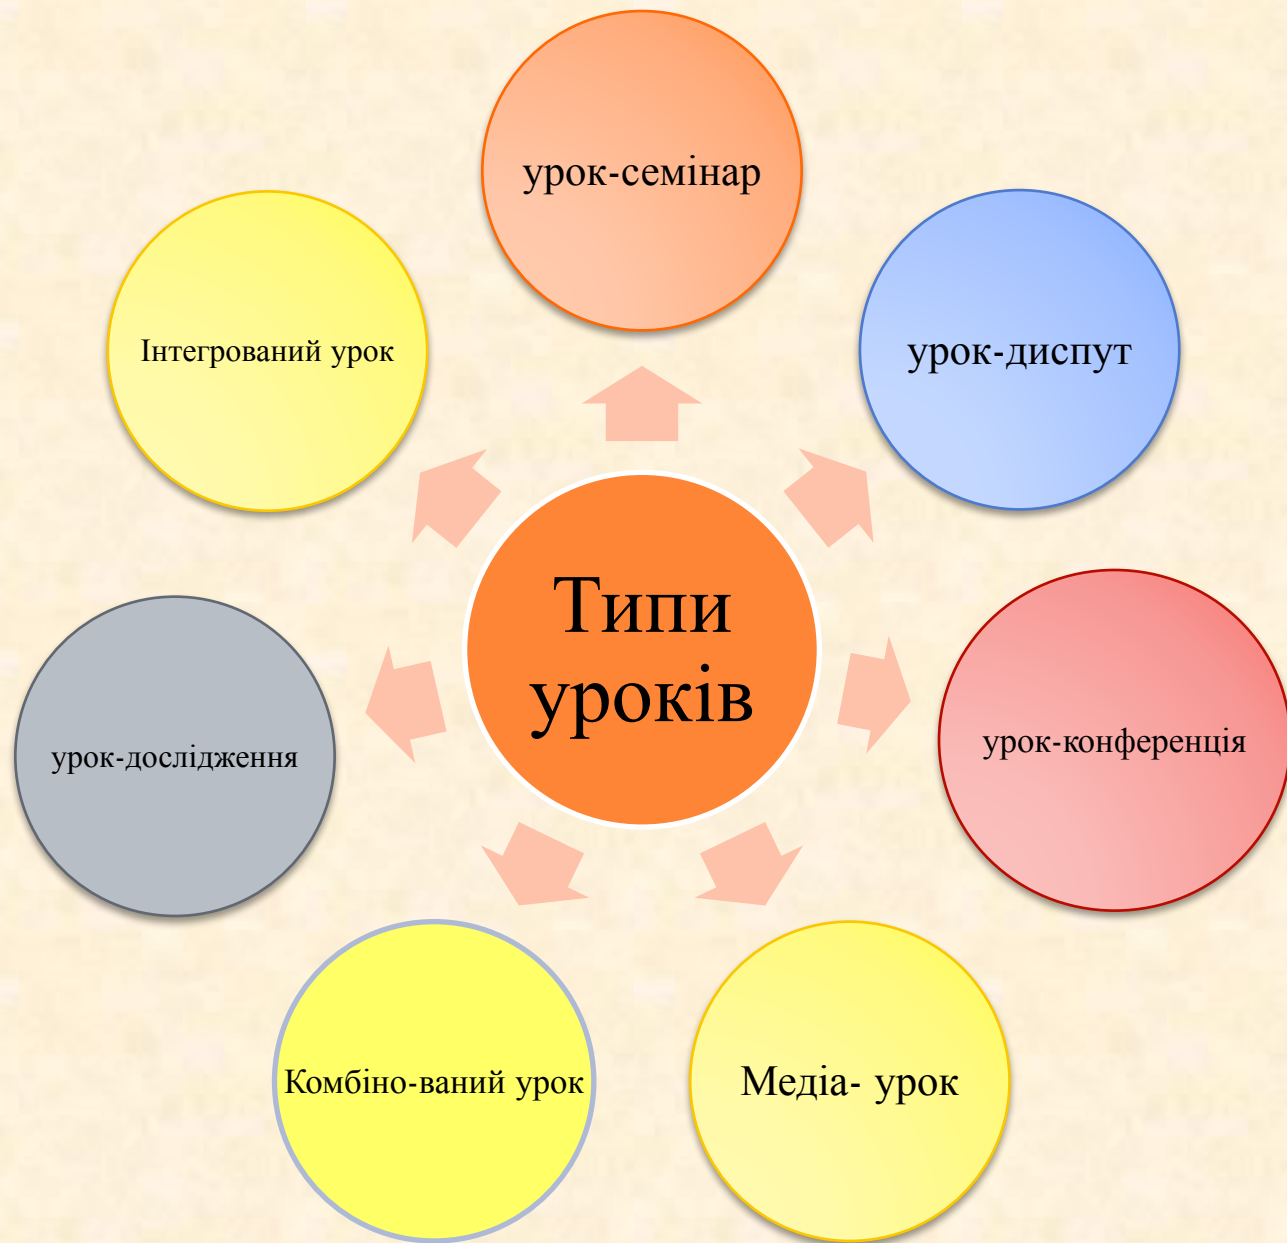 урок-семінар
Інтегрований урок
урок-диспут
Типи
уроків
урок-дослідження
урок-конференція
Комбіно-ваний урок
Медіа- урок